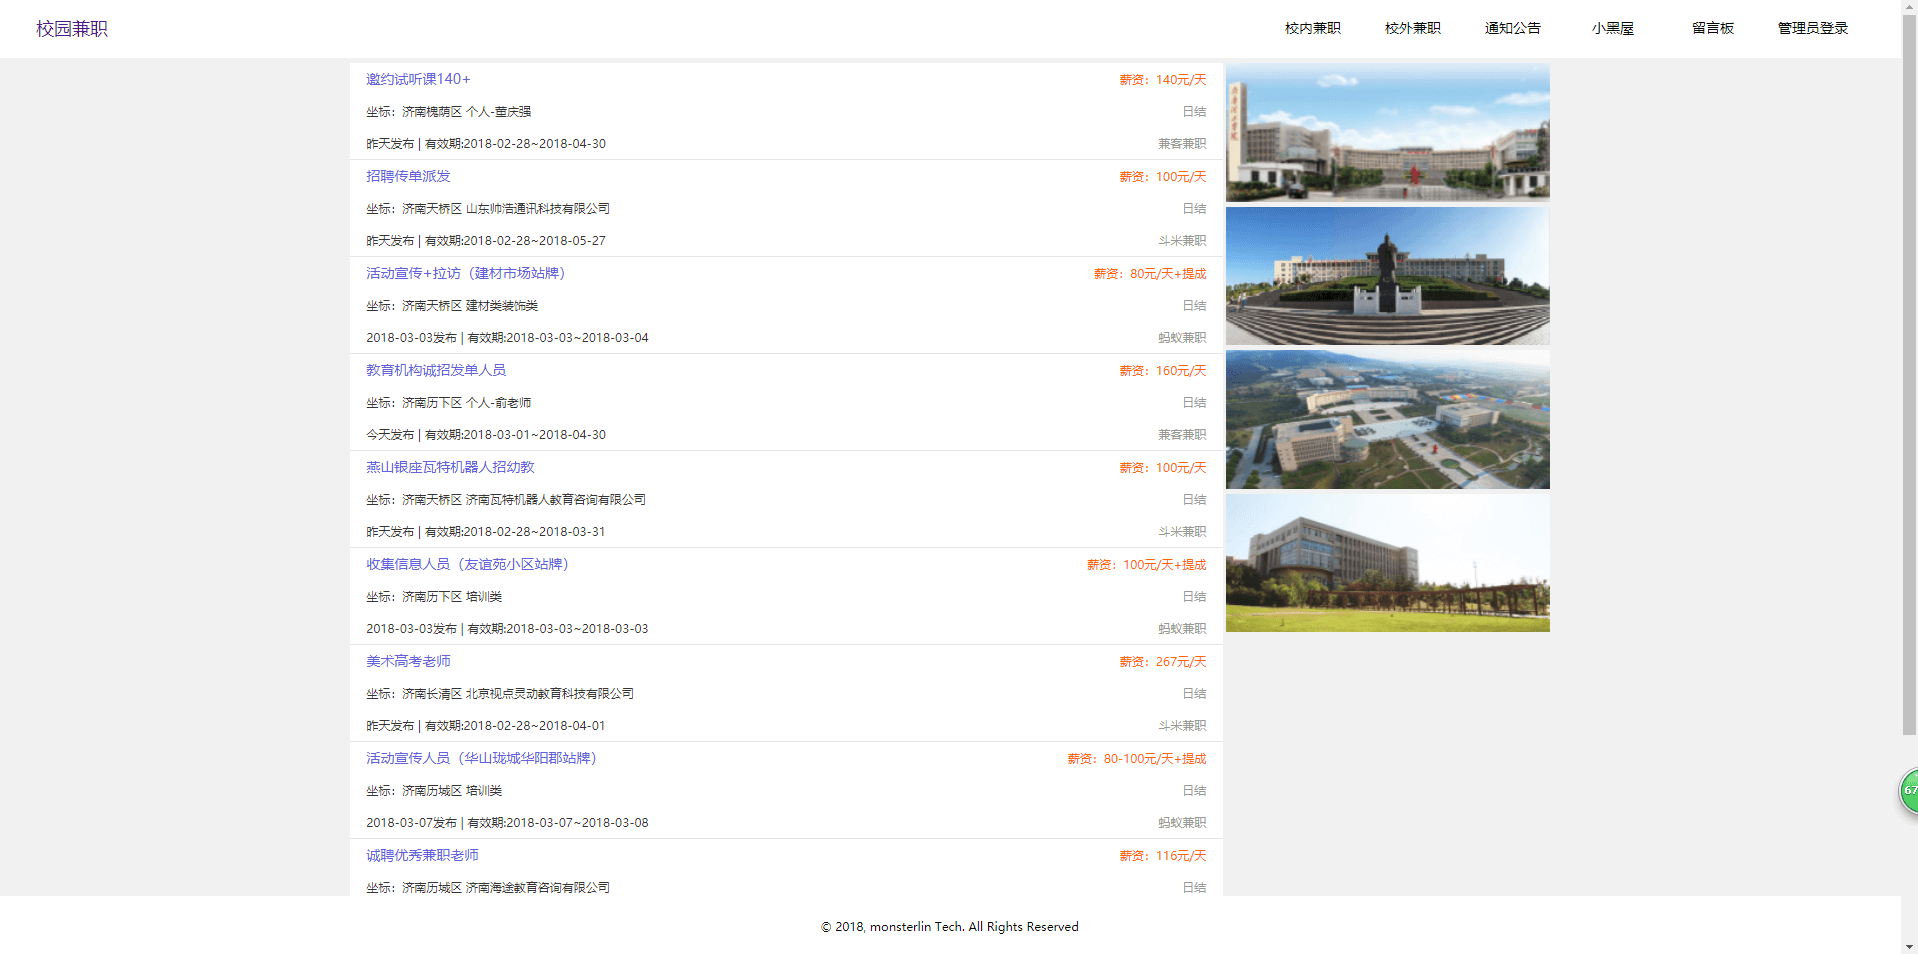 校园兼职
校内兼职 校外兼职 通知公告 小黑屋 留言板 管理员登录
邀约试听课140+ 薪资：140元/天
坐标：济南槐荫区 个人-董庆强 日结
昨天发布 | 有效期:2018-02-28~2018-04-30 兼客兼职
招聘传单派发 薪资：100元/天
坐标：济南天桥区 山东帅浩通讯科技有限公司 日结
昨天发布 | 有效期:2018-02-28~2018-05-27 斗米兼职
活动宣传+拉访（建材市场站牌） 薪资：80元/天+提成
坐标：济南天桥区 建材类装饰类 日结
2018-03-03发布 | 有效期:2018-03-03~2018-03-04 蚂蚁兼职
教育机构诚招发单人员 薪资：160元/天
坐标：济南历下区 个人-俞老师 日结
今天发布 | 有效期:2018-03-01~2018-04-30 兼客兼职
燕山银座瓦特机器人招幼教 薪资：100元/天
坐标：济南天桥区 济南瓦特机器人教育咨询有限公司 日结
昨天发布 | 有效期:2018-02-28~2018-03-31 斗米兼职
收集信息人员（友谊苑小区站牌） 薪资：100元/天+提成
坐标：济南历下区 培训类 日结
2018-03-03发布 | 有效期:2018-03-03~2018-03-03 蚂蚁兼职
美术高考老师 薪资：267元/天
坐标：济南长清区 北京视点灵动教育科技有限公司 日结
昨天发布 | 有效期:2018-02-28~2018-04-01 斗米兼职
活动宣传人员（华山珑城华阳郡站牌） 薪资：80-100元/天+提成
坐标：济南历城区 培训类 日结
2018-03-07发布 | 有效期:2018-03-07~2018-03-08 蚂蚁兼职
诚聘优秀兼职老师 薪资：116元/天
坐标：济南历城区 济南海途教育咨询有限公司 日结
67
© 2018, monsterlin Tech. All Rights Reserved